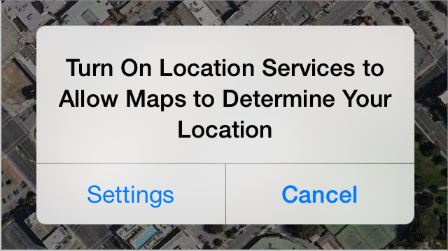 Turn On Location Services to
Allow Maps to Determine Your
Location
Settings
Cancel